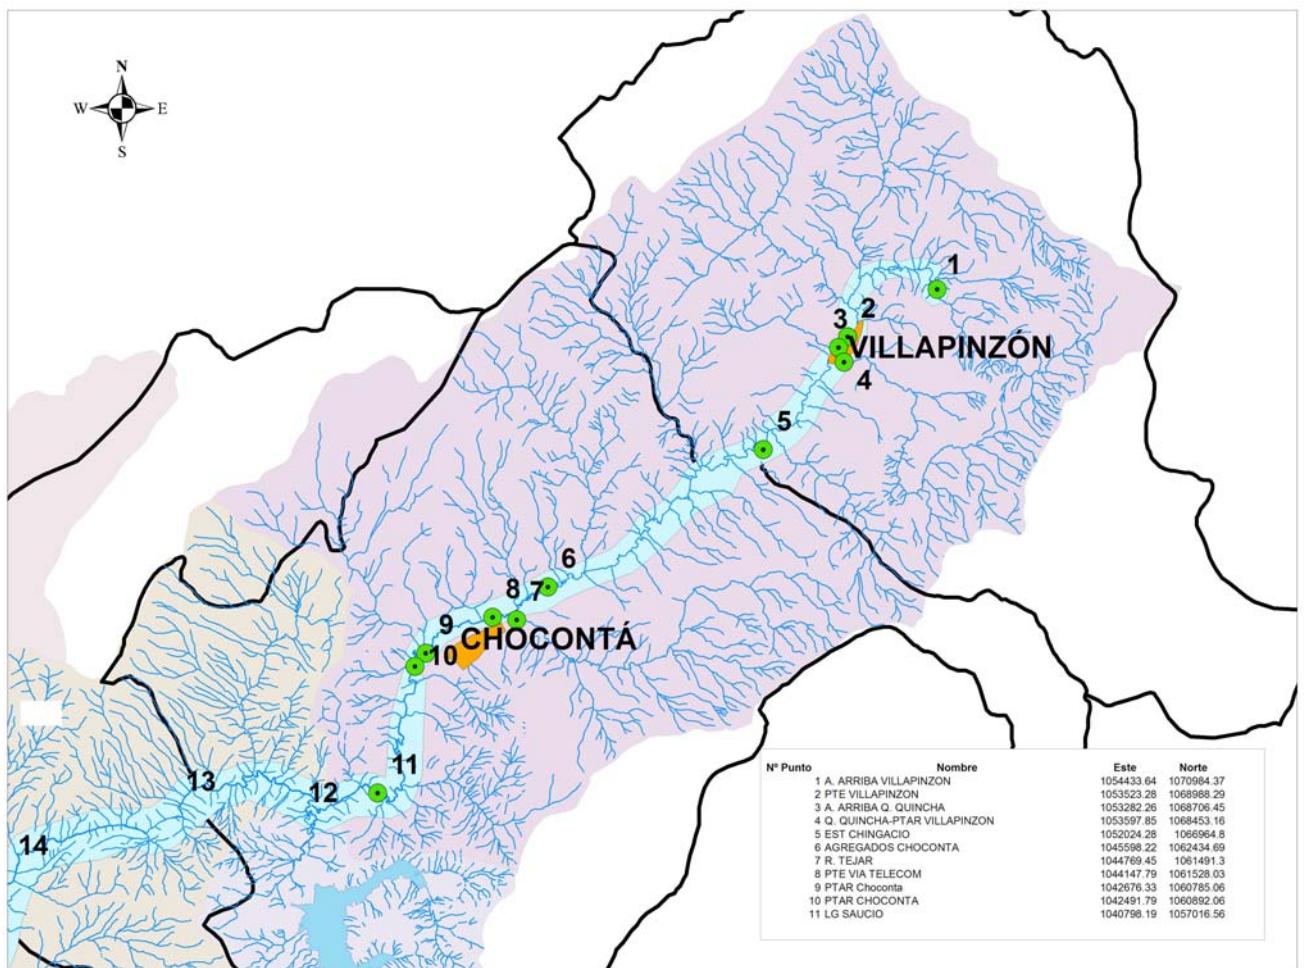 N
W E
S
1
2
3
VILLAPINZÓN
4
5
6
7
8
9
CHOCONTÁ
10
11
12
13
14
Nº Punto Nombre Este Norte
1 A. ARRIBA VILLAPINZON 1054433.64 1070984.37
2 PTE VILLAPINZON 1053523.28 1068988.29
3 A. ARRIBA Q. QUINCHA 1053282.26 1068706.45
4 Q. QUINCHA-PTAR VILLAPINZON 1053597.85 1068453.16
5 EST CHINGACIO 1052024.28 1066964.8
6 AGREGADOS CHOCONTA 1045598.22 1062434.69
7 R. TEJAR 1044769.45 1061491.3
8 PTE VIA TELECOM 1044147.79 1061528.03
9 PTAR Choconta 1042676.33 1060785.06
10 PTAR CHOCONTA 1042491.79 1060892.06
11 LG SAUCIO 1040798.19 1057016.56